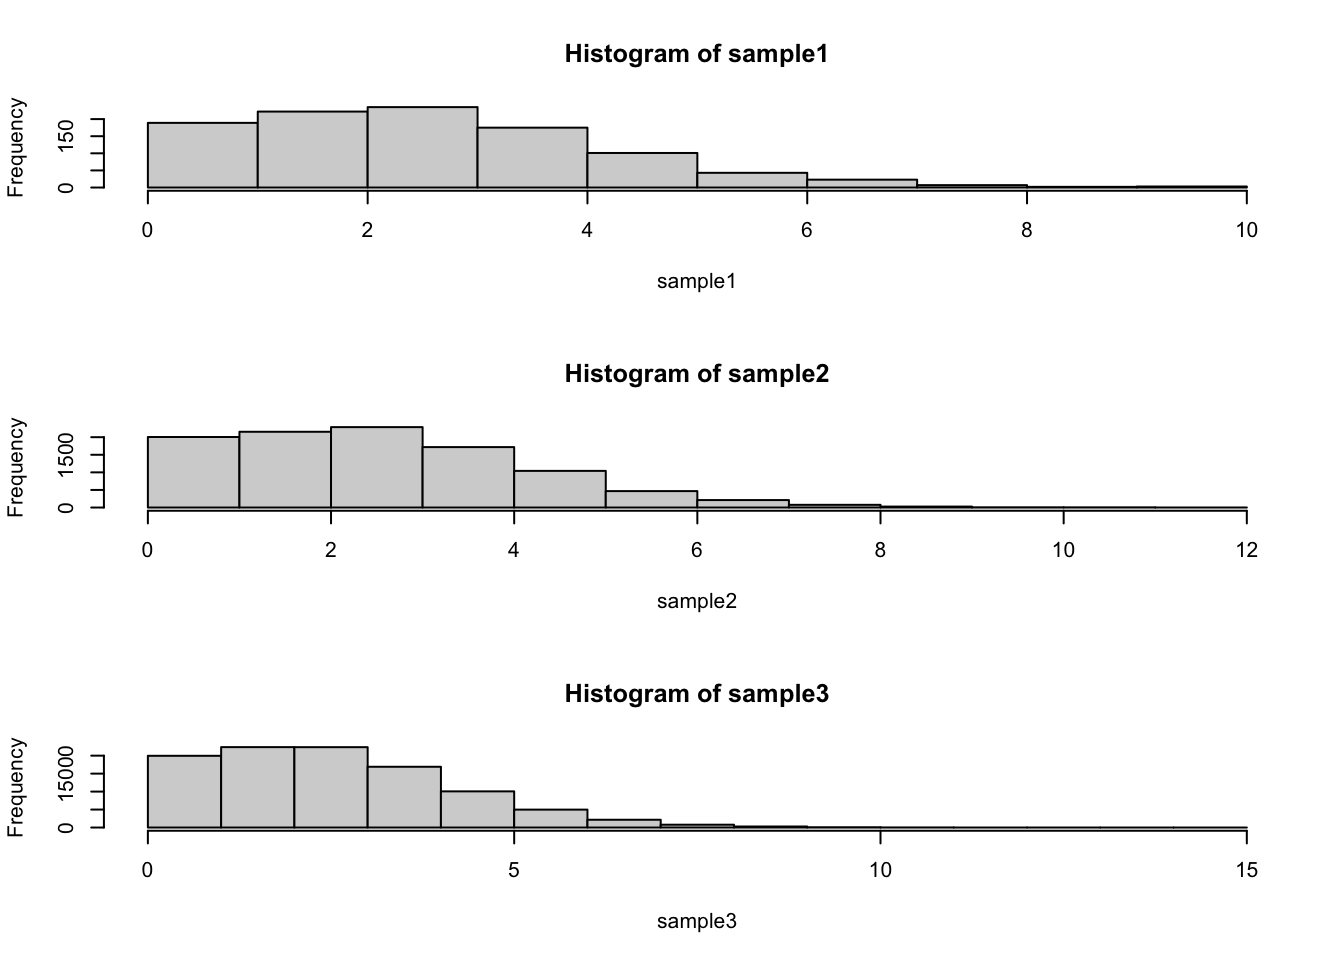 Histogram of sample1
Frequency
150
0
0 2 4 6 8 10
sample1
Histogram of sample2
Frequency
1500
0
0 2 4 6 8 10 12
sample2
Histogram of sample3
Frequency
15000
0
0 5 10 15
sample3